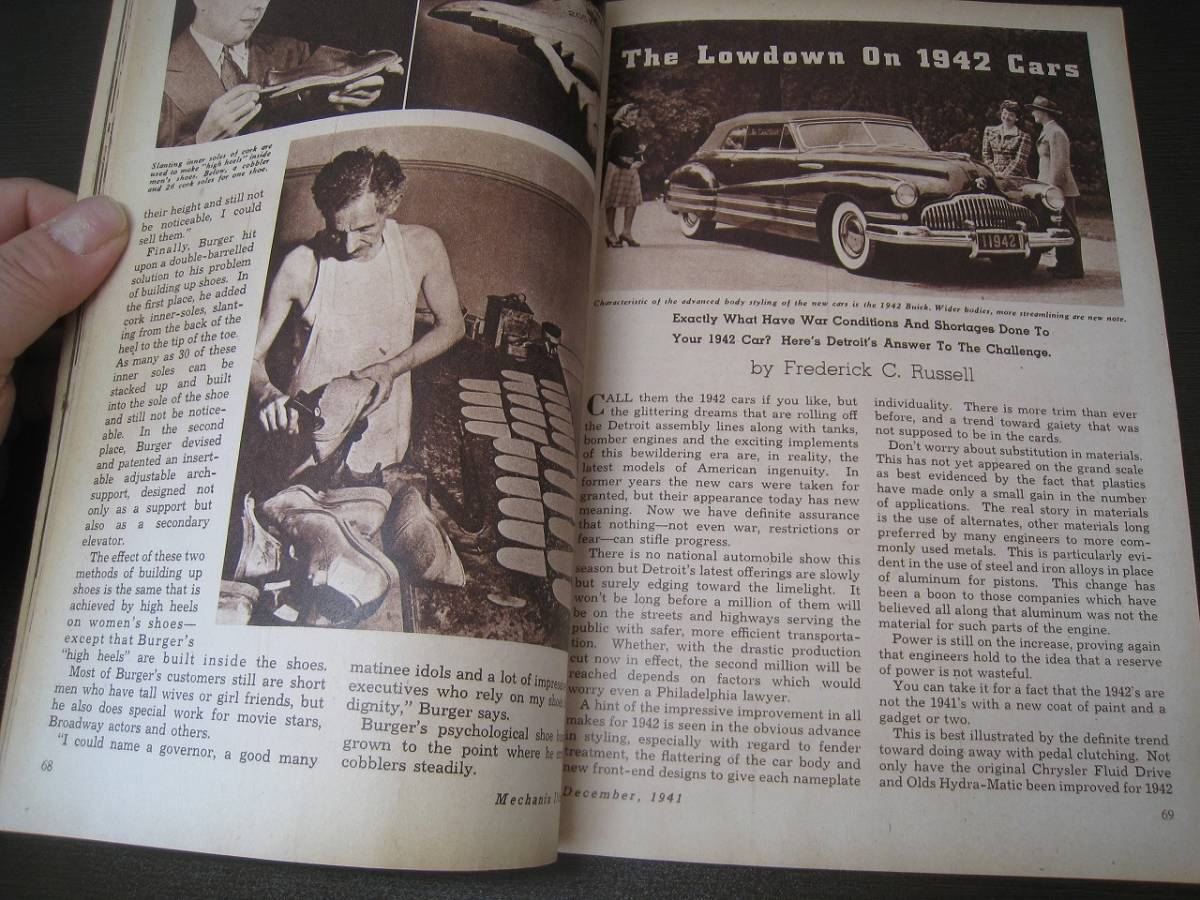 Slanting inner soles of cork are
used to make "high heels" inside
men's shoes. Below, a cobbler
and 26 cork soles for one shoe.
their height and still not
be noticeable, I could
sell them."
Finally, Burger hit
upon a double-barrelled
solution to his problem
of building up shoes. In
the first place, he added
cork inner-soles, slant-
ing from the back of the
heel to the tip of the toe.
As many as 30 of these
inner soles can be
stacked up and built
into the sole of the shoe
and still not be notice-
able. In the second
place, Burger devised
and patented an insert-
able adjustable arch-
support, designed not
only as a support but
also as a secondary
elevator.
The effect of these two
methods of building up
shoes is the same that is
achieved by high heels
on women's shoes—
except that Burger's
"high heels" are built inside the shoes.
Most of Burger's customers still are short
men who have tall wives or girl friends, but
he also does special work for movie stars,
Broadway actors and others.
"I could name a governor, a good many
matinee idols and a lot of
executives who rely on my
dignity," Burger says.
Burger's psychological shoe
grown to the point where he
cobblers steadily.
68
Mechanix
The Lowdown On 1942 Cars
11942
Characteristic of the advanced body styling of the new cars is the 1942 Buick. Wider bodies, more streamlining are new note.
Exactly What Have War Conditions And Shortages Done To
Your 1942 Car? Here's Detroit's Answer To The Challenge.
by Frederick C. Russell
CALL them the 1942 cars if you like, but
the glittering dreams that are rolling off
the Detroit assembly lines along with tanks,
bomber engines and the exciting implements
of this bewildering era are, in reality, the
latest models of American ingenuity. In
former years the new cars were taken for
granted, but their appearance today has new
meaning. Now we have definite assurance
that nothing—not even war, restrictions or
fear—can stifle progress.
There is no national automobile show this
season but Detroit's latest offerings are slowly
but surely edging toward the limelight. It
won't be long before a million of them will
be on the streets and highways serving the
public with safer, more efficient transporta-
tion. Whether, with the drastic production
cut now in effect, the second million will be
reached depends on factors which would
worry even a Philadelphia lawyer.
A hint of the impressive improvement in all
makes for 1942 is seen in the obvious advance
in styling, especially with regard to fender
treatment, the flattering of the car body and
new front-end designs to give each nameplate
individuality. There is more trim than ever
before, and a trend toward gaiety that was
not supposed to be in the cards.
Don't worry about substitution in materials.
This has not yet appeared on the grand scale
as best evidenced by the fact that plastics
have made only a small gain in the number
of applications. The real story in materials
is the use of alternates, other materials long
preferred by many engineers to more com-
monly used metals. This is particularly evi-
dent in the use of steel and iron alloys in place
of aluminum for pistons. This change has
been a boon to those companies which have
believed all along that aluminum was not the
material for such parts of the engine.
Power is still on the increase, proving again
that engineers hold to the idea that a reserve
of power is not wasteful.
You can take it for a fact that the 1942's are
not the 1941's with a new coat of paint and a
gadget or two.
This is best illustrated by the definite trend
toward doing away with pedal clutching. Not
only have the original Chrysler Fluid Drive
and Olds Hydra-Matic been improved for 1942
December, 1941
69